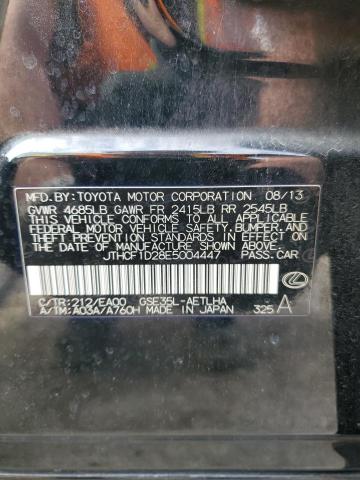 MFD.BY:TOYOTA MOTOR CORPORATION 08/13
GVWR 4685LB GAWR FR 2415LB RR 2545LB
THIS VEHICLE CONFORMS TO ALL APPLICABLE
FEDERAL MOTOR VEHICLE SAFETY,BUMPER,AND
THEFT PREVENTION STANDARDS IN EFFECT ON
THE DATE OF MANUFACTURE SHOWN ABOVE.
JTHCF1D28E5004447 PASS.CAR
C/TR:212/EA00 GSE35L-AETLHA
A/TM:A03A/A760H MADE IN JAPAN 325 A